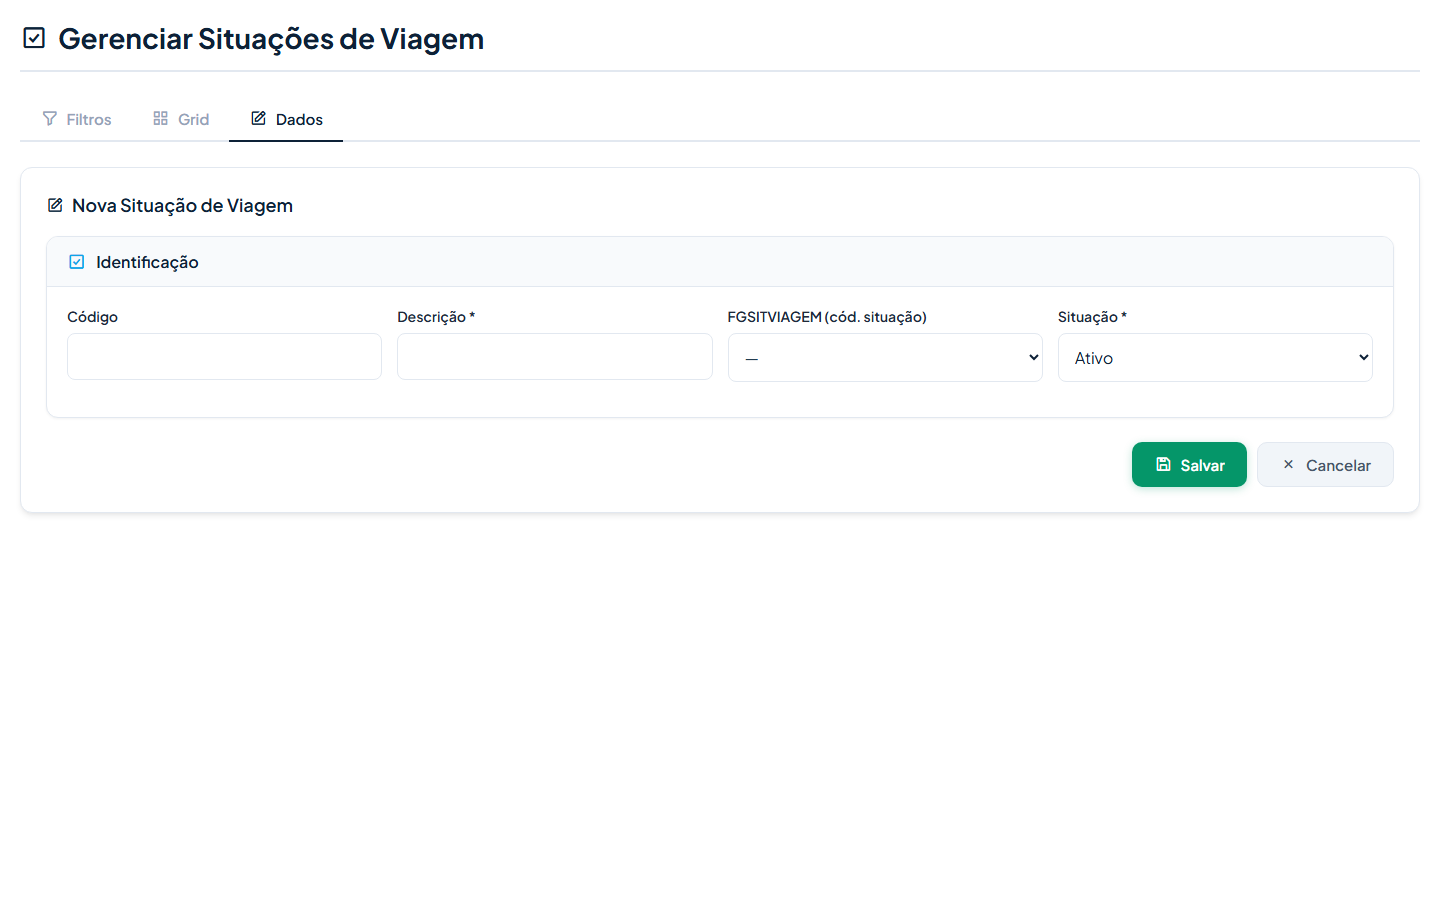 Gerenciar Situações de Viagem
Filtros Grid Dados
Nova Situação de Viagem
Identificação
Código Descrição * FGSITVIAGEM (cód. situação) Situação *
— Ativo
Salvar Cancelar